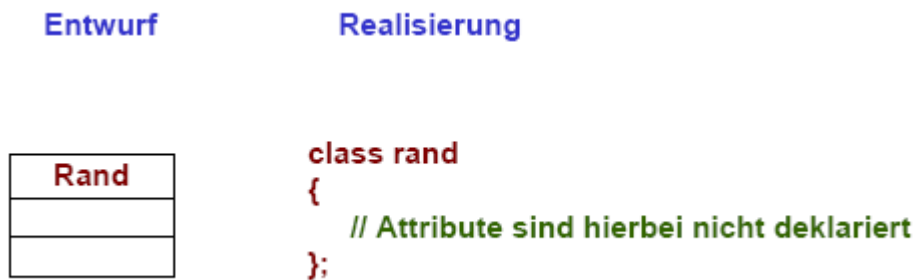 Entwurf
Realisierung
Rand
class rand
{
// Attribute sind hierbei nicht deklariert
};